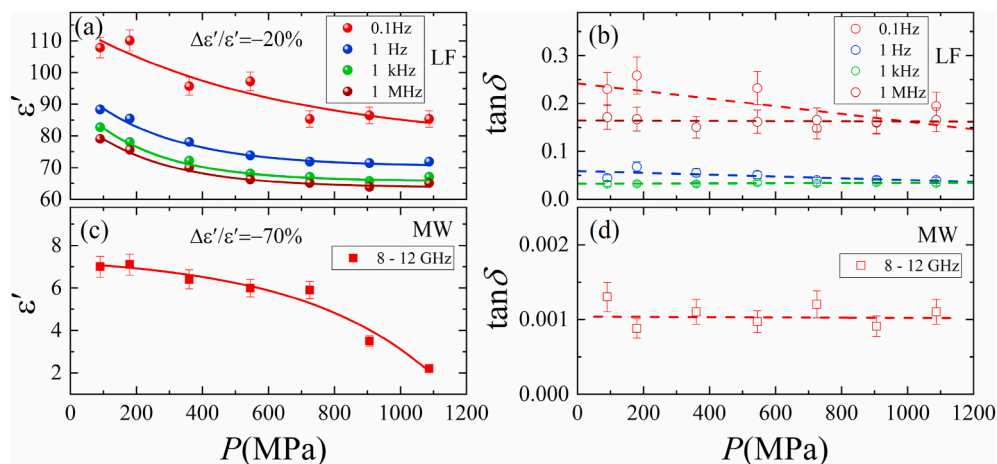 (a)
Δε′/ε′=−20%
0.1Hz
1 Hz
1 kHz
1 MHz
LF
ε′
110
100
90
80
70
60
(b)
0.1Hz
1 Hz
1 kHz
1 MHz
LF
tanδ
0.3
0.2
0.1
0.0
(c)
Δε′/ε′=−70%
MW
8 - 12 GHz
ε′
8
6
4
2
0 200 400 600 800 1000 1200
P(MPa)
(d)
MW
8 - 12 GHz
tanδ
0.002
0.001
0.000
0 200 400 600 800 1000 1200
P(MPa)